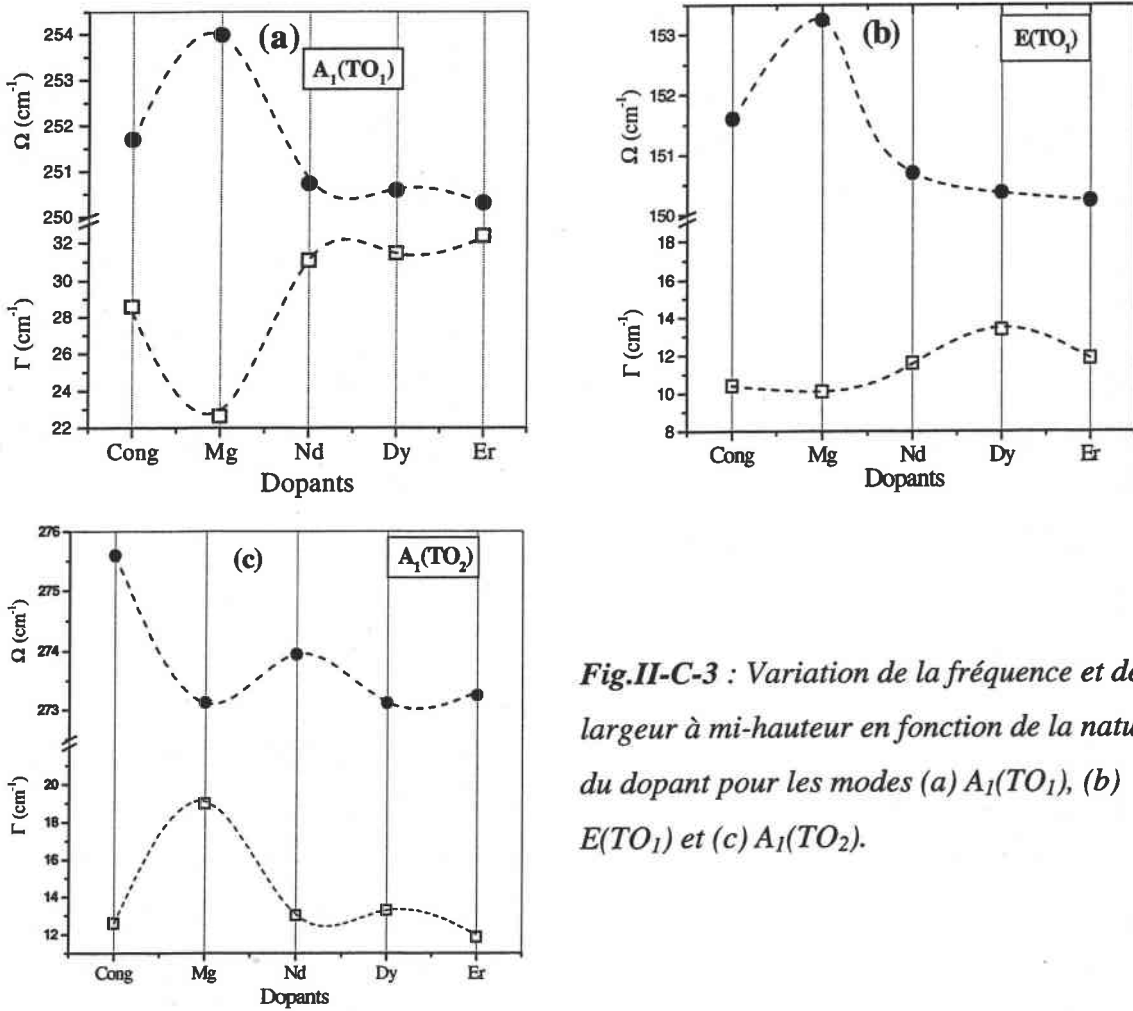 (a)
A₁(TO₁)
Ω (cm⁻¹)
254
253
252
251
250
Γ (cm⁻¹)
32
30
28
26
24
22
Cong Mg Nd Dy Er
Dopants
(b)
E(TO₁)
Ω (cm⁻¹)
153
152
151
150
Γ (cm⁻¹)
18
16
14
12
10
8
Cong Mg Nd Dy Er
Dopants
(c)
A₁(TO₂)
Ω (cm⁻¹)
276
275
274
273
Γ (cm⁻¹)
20
19
18
16
15
13
12
Cong Mg Nd Dy Er
Dopants
Fig.II-C-3 : Variation de la fréquence et de
largeur à mi-hauteur en fonction de la natu
du dopant pour les modes (a) A₁(TO₁), (b)
E(TO₁) et (c) A₁(TO₂).